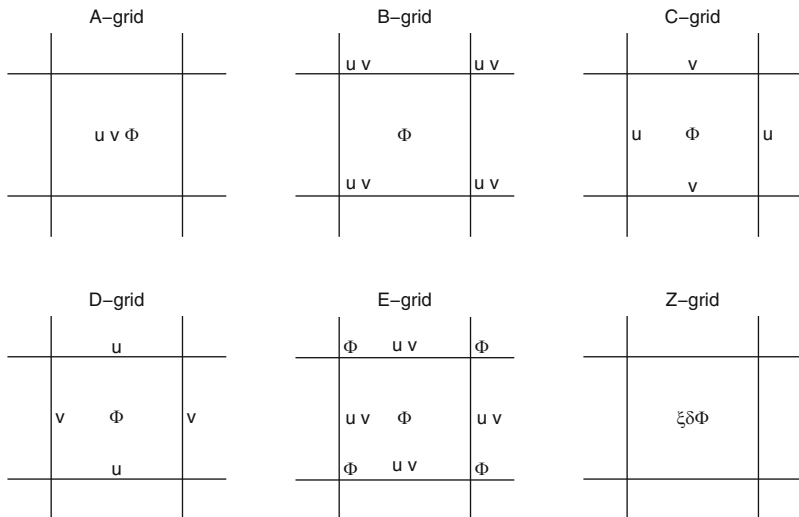 A–grid B–grid C–grid
u v u v v
u v Φ Φ u Φ u
u v u v v
D–grid E–grid Z–grid
u Φ u v Φ
v Φ v u v Φ u v ξδΦ
u Φ u v Φ